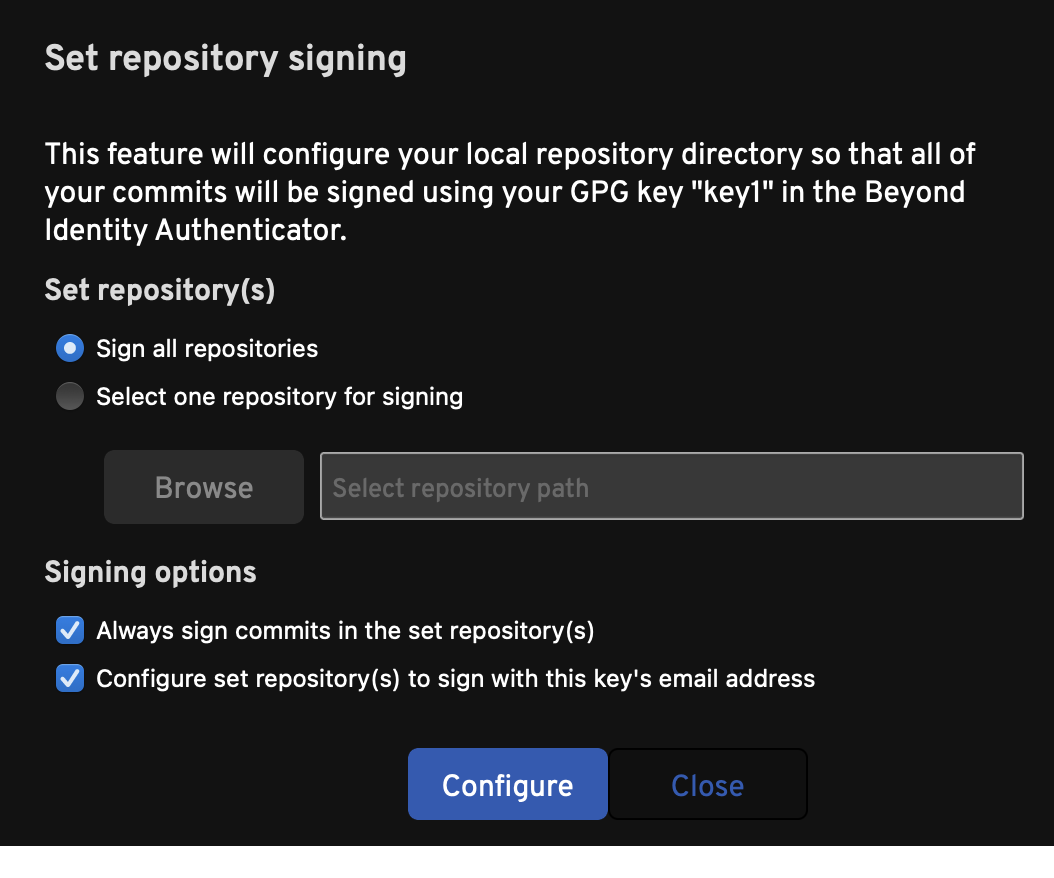 Set repository signing
This feature will configure your local repository directory so that all of
your commits will be signed using your GPG key "key1" in the Beyond
Identity Authenticator.
Set repository(s)
Sign all repositories
Select one repository for signing
Browse
Select repository path
Signing options
Always sign commits in the set repository(s)
Configure set repository(s) to sign with this key's email address
Configure
Close